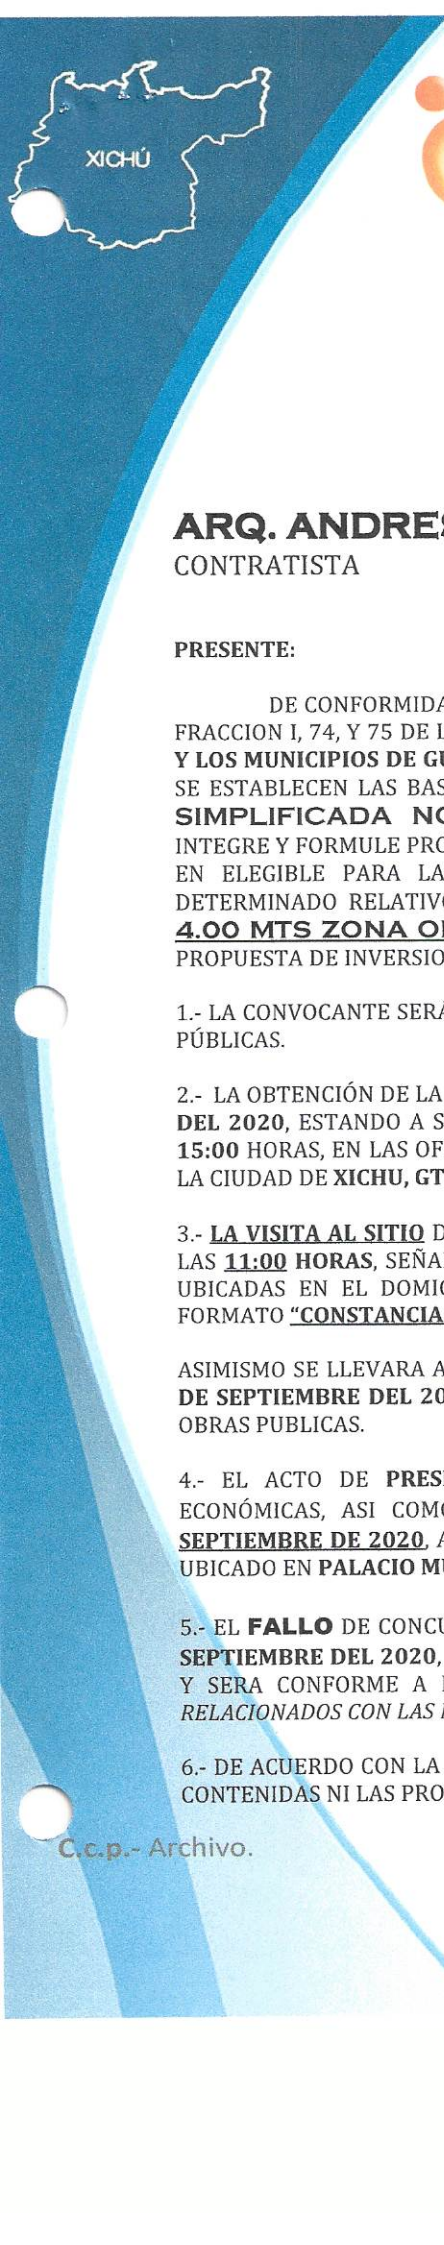 XICHÚ
ARQ. ANDRES
CONTRATISTA
PRESENTE:
DE CONFORMIDA
FRACCION I, 74, Y 75 DE L
Y LOS MUNICIPIOS DE GU
SE ESTABLECEN LAS BAS
SIMPLIFICADA NO
INTEGRE Y FORMULE PRO
EN ELEGIBLE PARA LA
DETERMINADO RELATIVO
4.00 MTS ZONA O
PROPUESTA DE INVERSIO
1.- LA CONVOCANTE SERÁ
PÚBLICAS.
2.- LA OBTENCIÓN DE LA
DEL 2020, ESTANDO A S
15:00 HORAS, EN LAS OF
LA CIUDAD DE XICHU, GT
3.- LA VISITA AL SITIO D
LAS 11:00 HORAS, SEÑA
UBICADAS EN EL DOMIC
FORMATO "CONSTANCIA
ASIMISMO SE LLEVARA A
DE SEPTIEMBRE DEL 20
OBRAS PUBLICAS.
4.- EL ACTO DE PRES
ECONÓMICAS, ASI COMO
SEPTIEMBRE DE 2020, A
UBICADO EN PALACIO MU
5.- EL FALLO DE CONCU
SEPTIEMBRE DEL 2020,
Y SERA CONFORME A
RELACIONADOS CON LAS
6.- DE ACUERDO CON LA
CONTENIDAS NI LAS PRO
C.c.p.- Archivo.